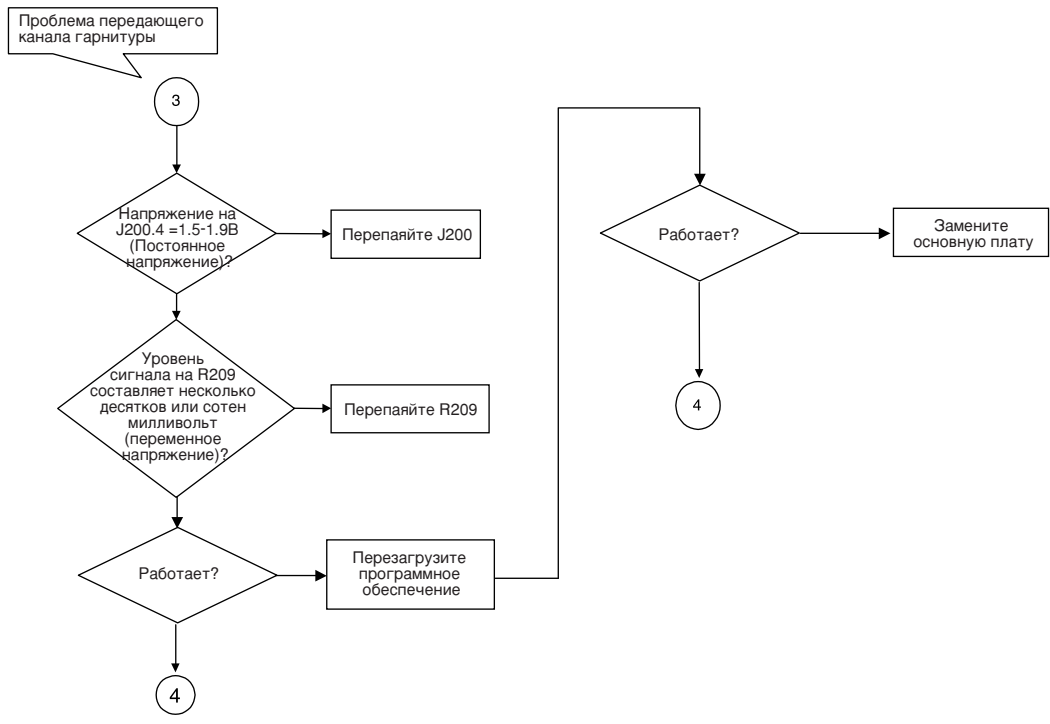 Проблема передающего
канала гарнитуры
3
Напряжение на
J200.4 =1.5-1.9В
(Постоянное
напряжение)?
Перепаяйте J200
Уровень
сигнала на R209
составляет несколько
десятков или сотен
милливольт
(переменное
напряжение)?
Перепаяйте R209
Работает?
Перезагрузите
программное
обеспечение
4
Работает?
Замените
основную плату
4